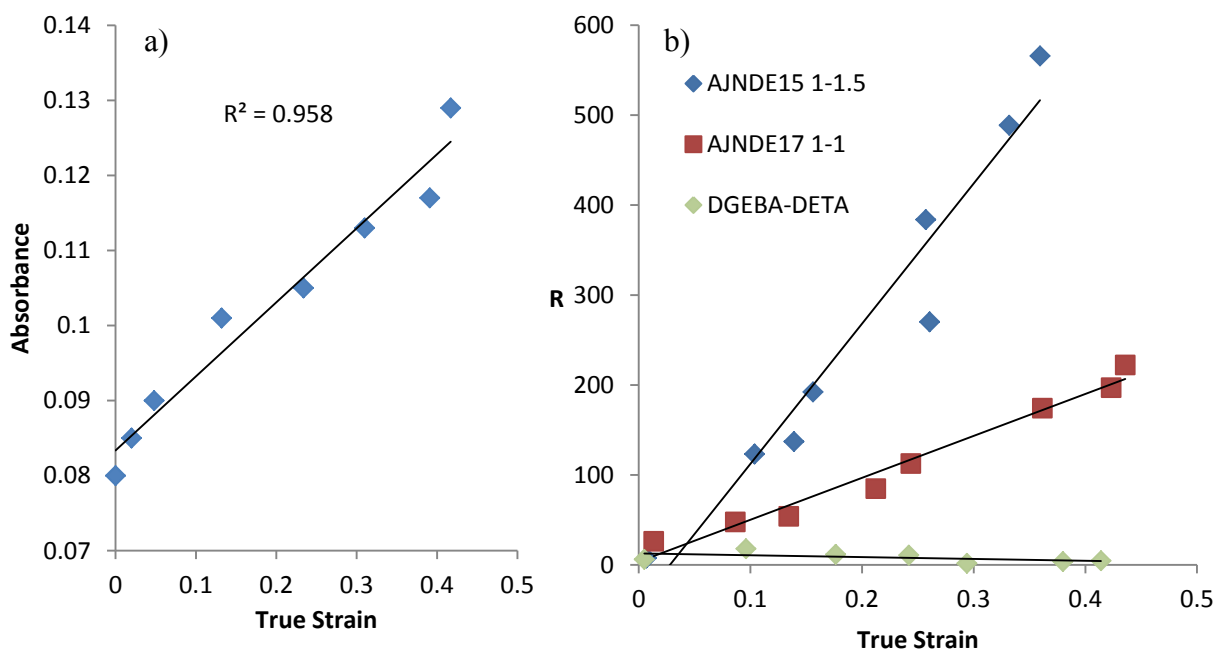 a)
0.14
0.13
0.12
0.11
0.1
0.09
0.08
0.07
R² = 0.958
Absorbance
0
0.1
0.2
0.3
0.4
0.5
True Strain
b)
600
500
400
300
200
100
0
R
AJNDE15 1-1.5
AJNDE17 1-1
DGEBA-DETA
0
0.1
0.2
0.3
0.4
0.5
True Strain